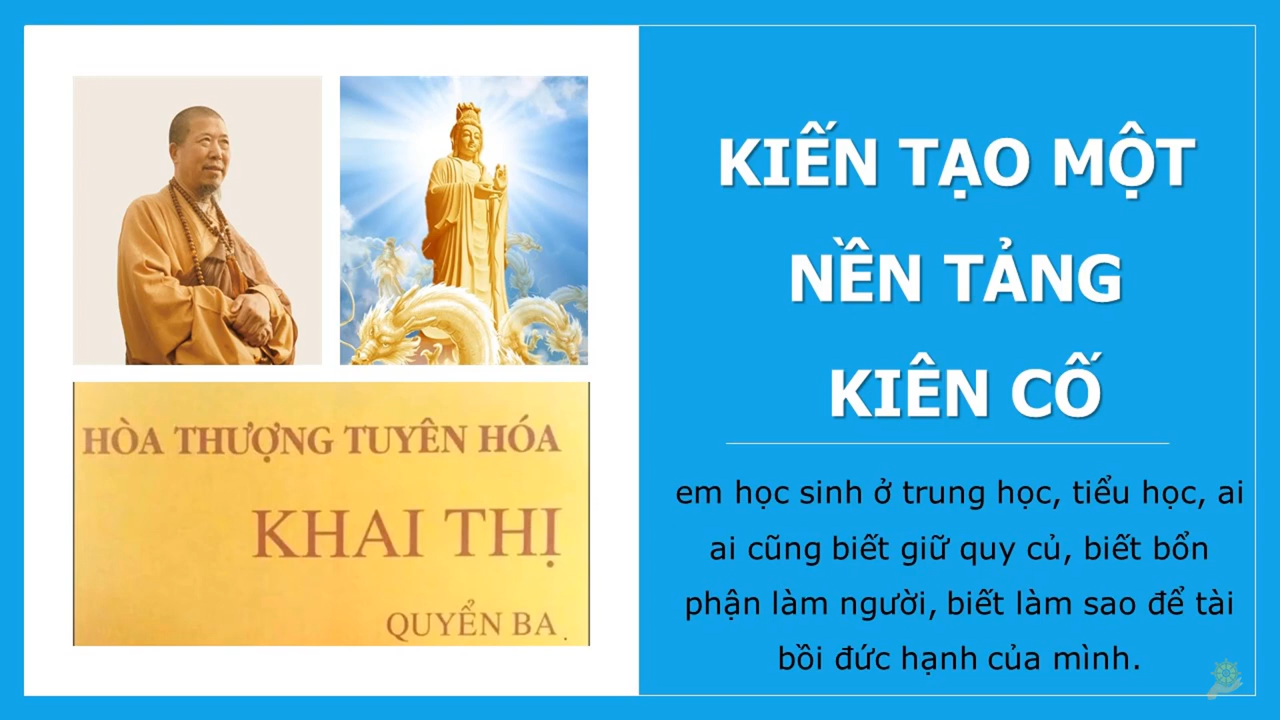 HÒA THƯỢNG TUYÊN HÓA
KHAI THỊ
QUYỂN BA
KIẾN TẠO MỘT
NỀN TẢNG
KIÊN CỐ
em học sinh ở trung học, tiểu học, ai
ai cũng biết giữ quy củ, biết bổn
phận làm người, biết làm sao để tài
bồi đức hạnh của mình.